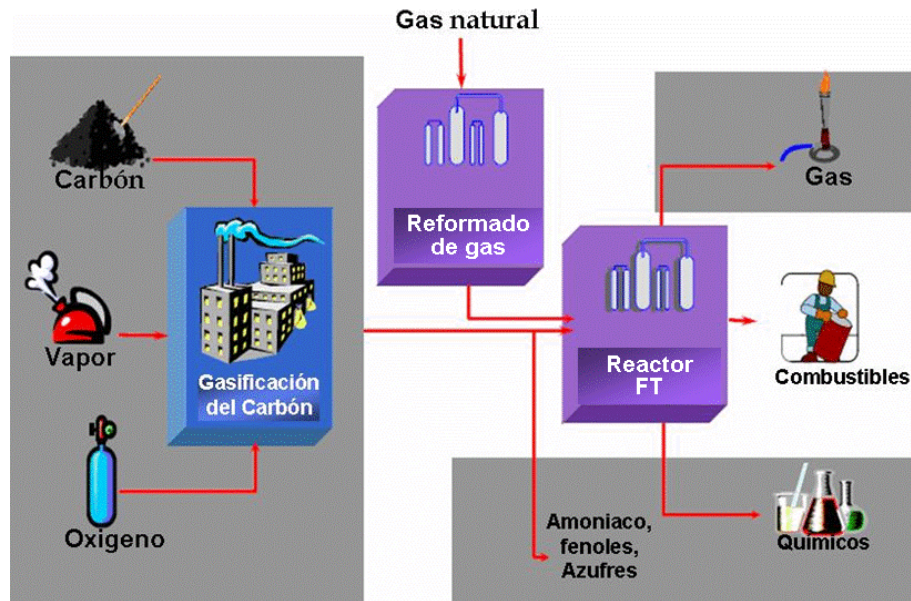 Gas natural
Carbón
Vapor
Oxigeno
Gasificación
del Carbón
Reformado
de gas
Reactor
FT
Gas
Combustibles
Químicos
Amoniaco,
fenoles,
Azufres